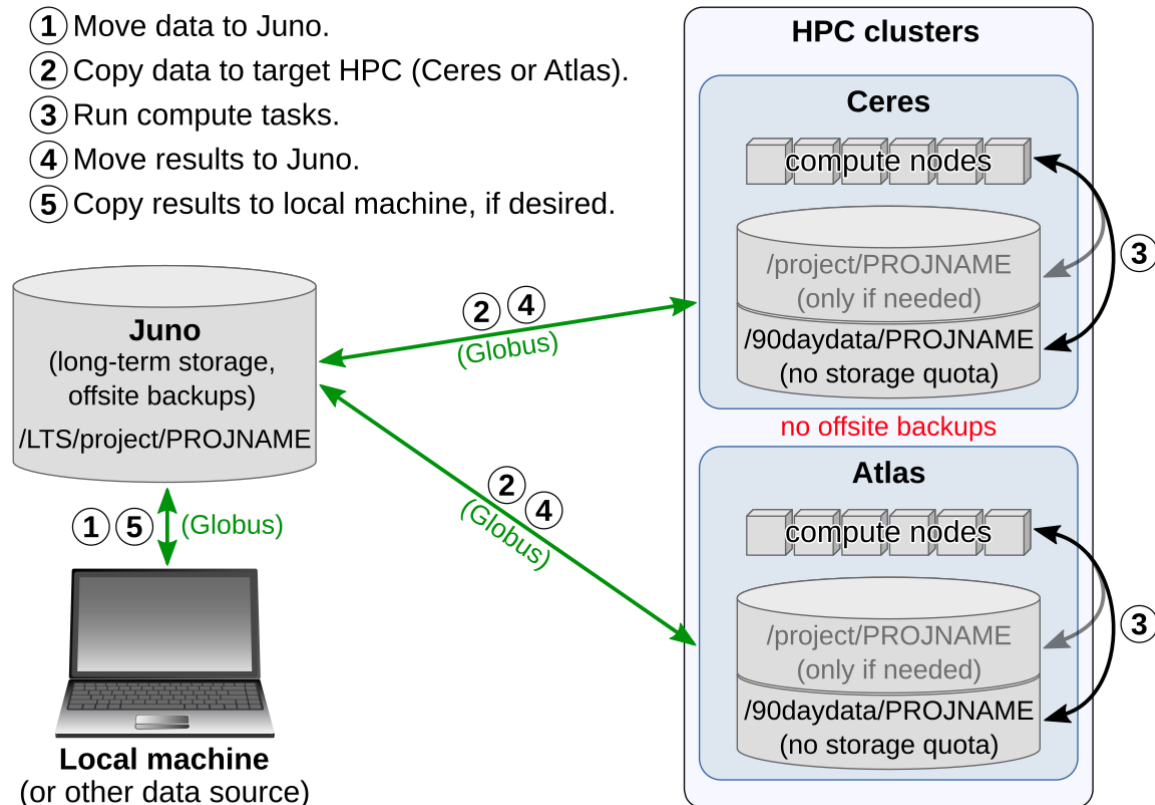 ① Move data to Juno.
② Copy data to target HPC (Ceres or Atlas).
③ Run compute tasks.
④ Move results to Juno.
⑤ Copy results to local machine, if desired.
Juno
(long-term storage,
offsite backups)
/LTS/project/PROJNAME
① ⑤ (Globus)
Local machine
(or other data source)
② ④
(Globus)
② ④
(Globus)
HPC clusters
Ceres
compute nodes
/project/PROJNAME
(only if needed)
/90daydata/PROJNAME
(no storage quota)
③
no offsite backups
Atlas
compute nodes
/project/PROJNAME
(only if needed)
/90daydata/PROJNAME
(no storage quota)
③